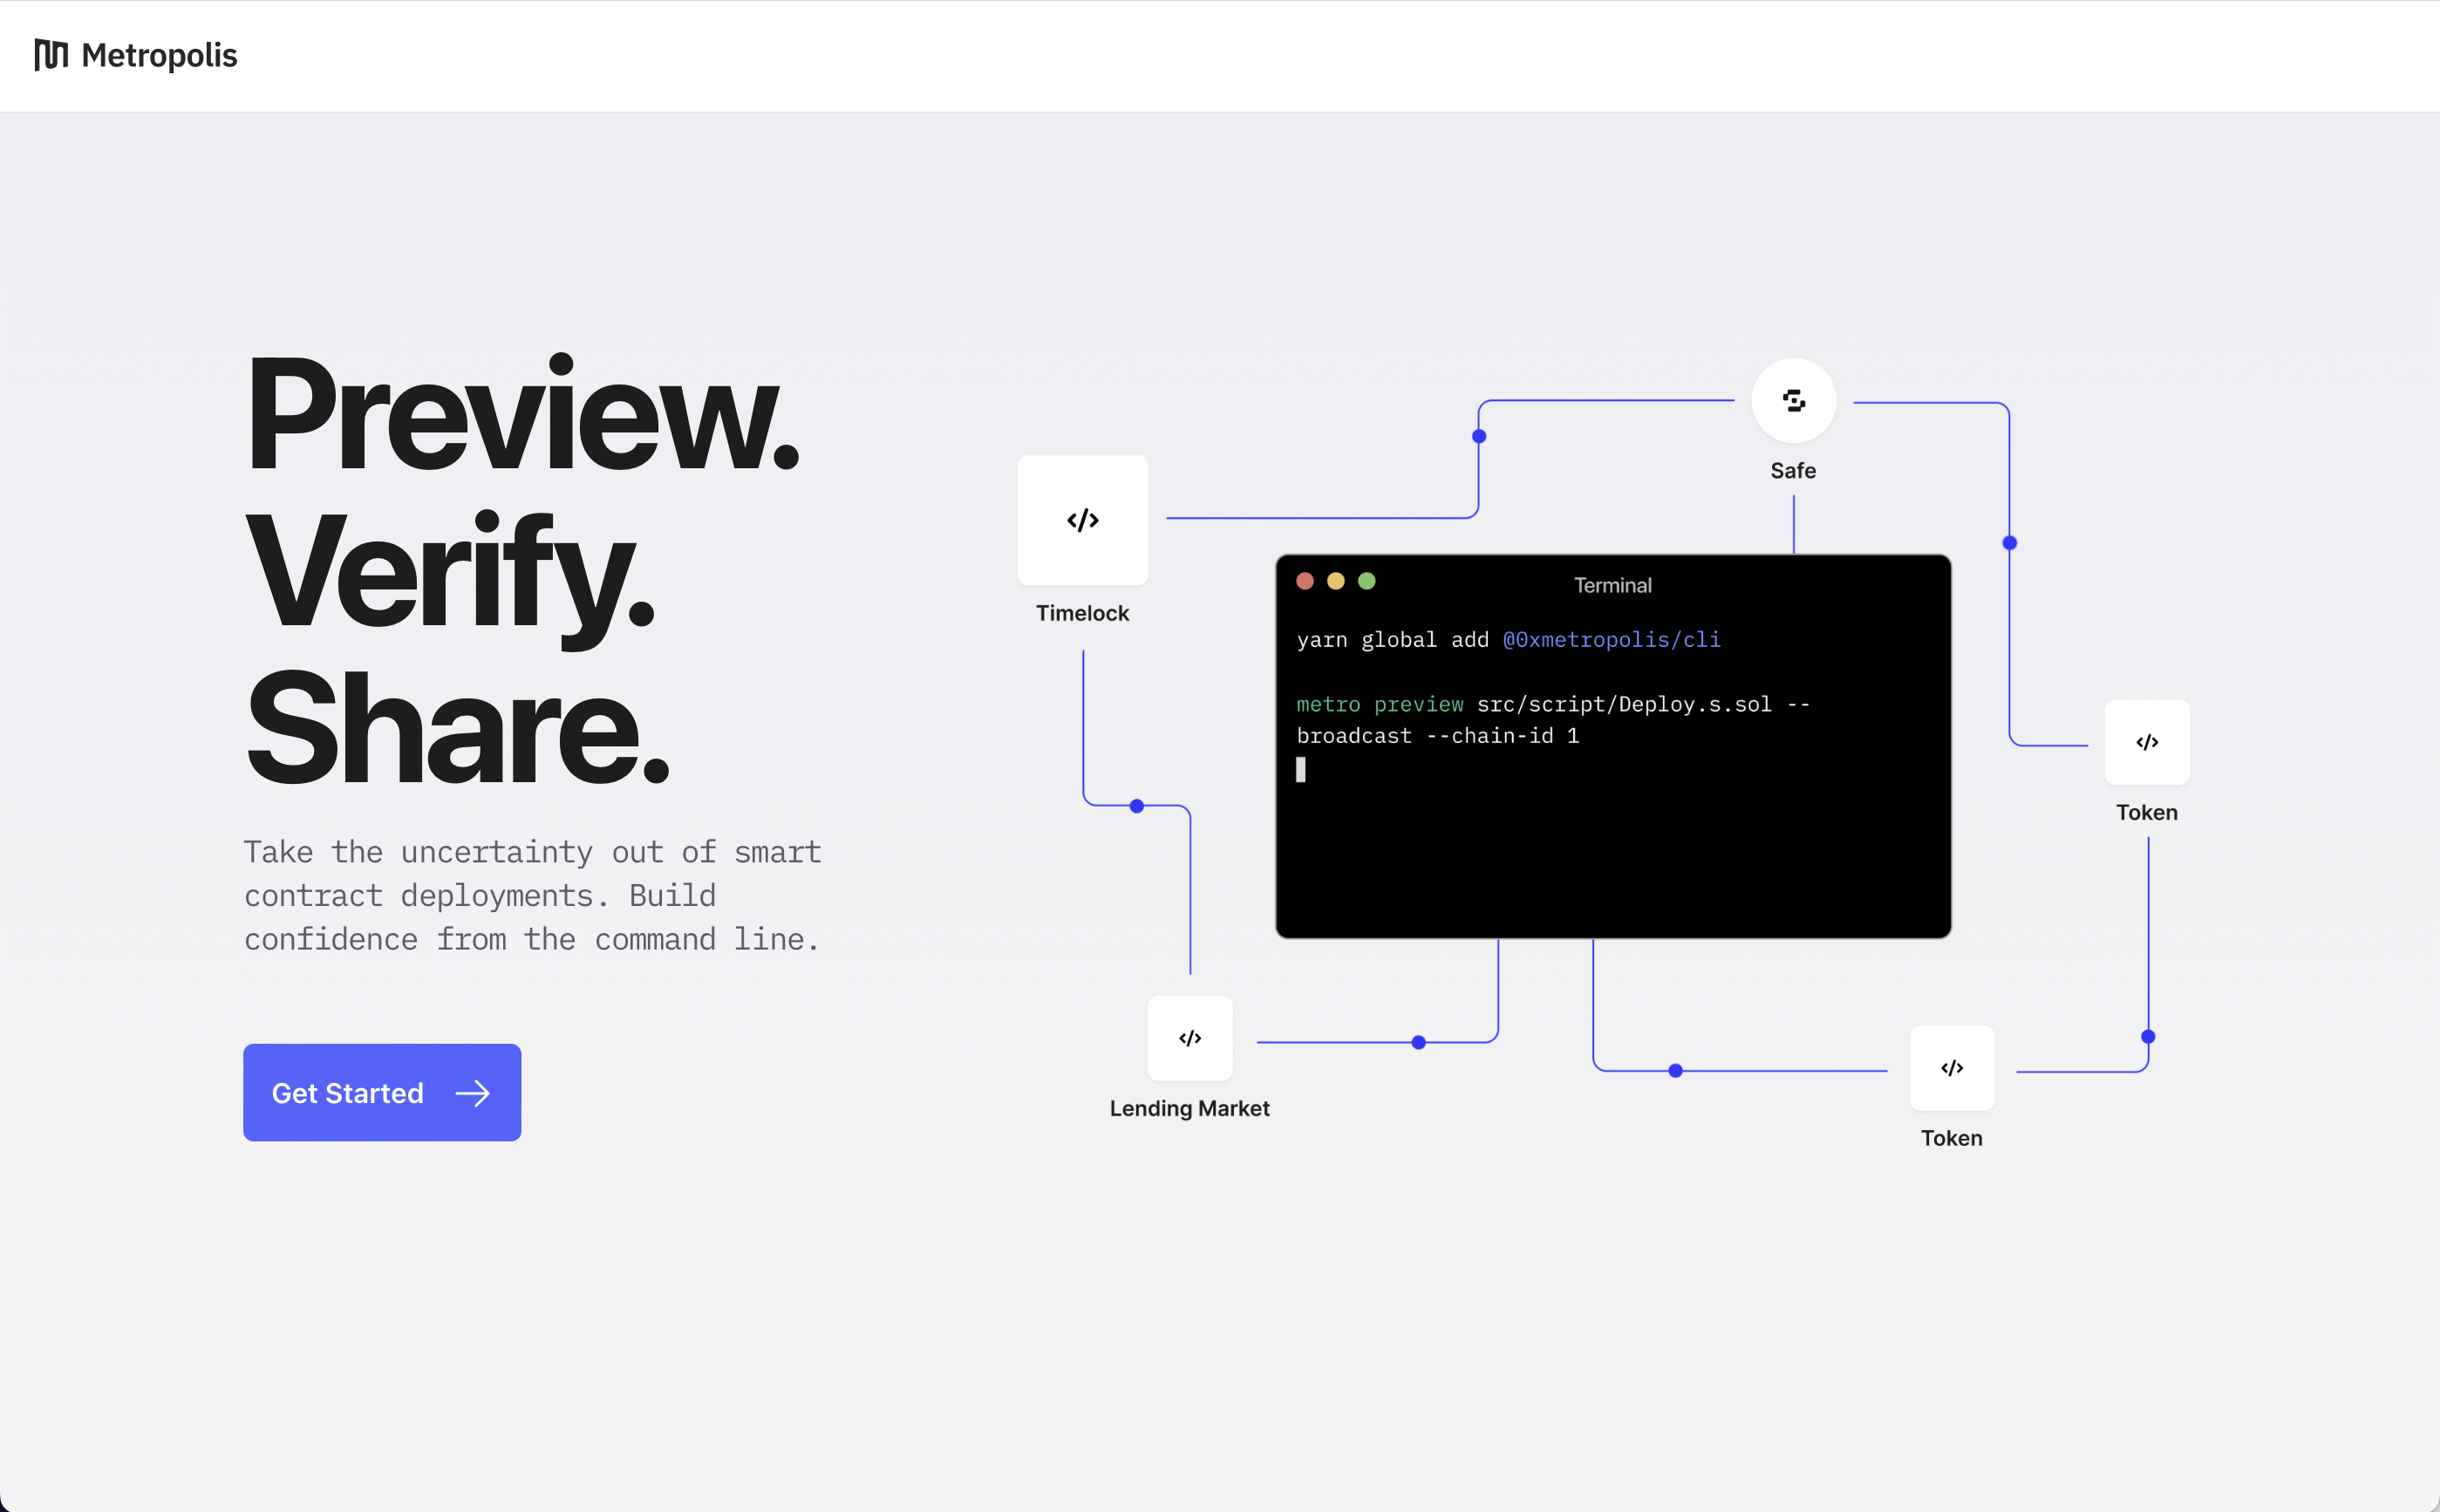 Metropolis
Preview.
Verify.
Share.
Take the uncertainty out of smart
contract deployments. Build
confidence from the command line.
Get Started
Safe
</>
Timelock
Terminal
yarn global add @0xmetropolis/cli
metro preview src/script/Deploy.s.sol --
broadcast --chain-id 1
</>
Token
</>
Lending Market
</>
Token